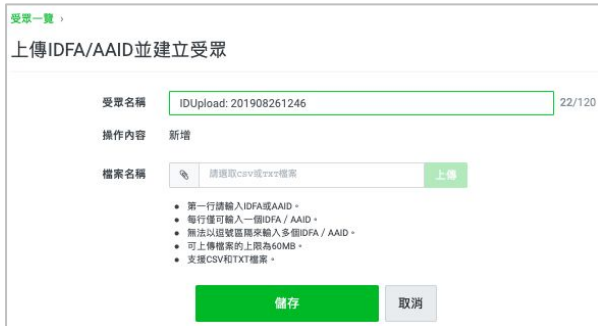 受眾一覽 ›
上傳IDFA/AAID並建立受眾
受眾名稱 IDUpload: 201908261246 22/120
操作內容 新增
檔案名稱 請選取CSV或TXT檔案 上傳
• 第一行請輸入IDFA或AAID。
• 每行僅可輸入一個IDFA / AAID。
• 無法以逗號區隔來輸入多個IDFA / AAID。
• 可上傳檔案的上限為60MB。
• 支援CSV和TXT檔案。
儲存 取消